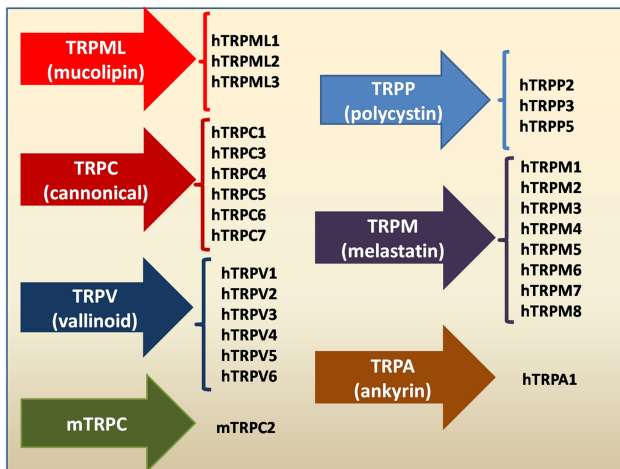 TRPML
(mucolipin)
hTRPML1
hTRPML2
hTRPML3
TRPC
(cannonical)
hTRPC1
hTRPC3
hTRPC4
hTRPC5
hTRPC6
hTRPC7
TRPV
(vallinoid)
hTRPV1
hTRPV2
hTRPV3
hTRPV4
hTRPV5
hTRPV6
mTRPC
mTRPC2
TRPP
(polycystin)
hTRPP2
hTRPP3
hTRPP5
TRPM
(melastatin)
hTRPM1
hTRPM2
hTRPM3
hTRPM4
hTRPM5
hTRPM6
hTRPM7
hTRPM8
TRPA
(ankyrin)
hTRPA1